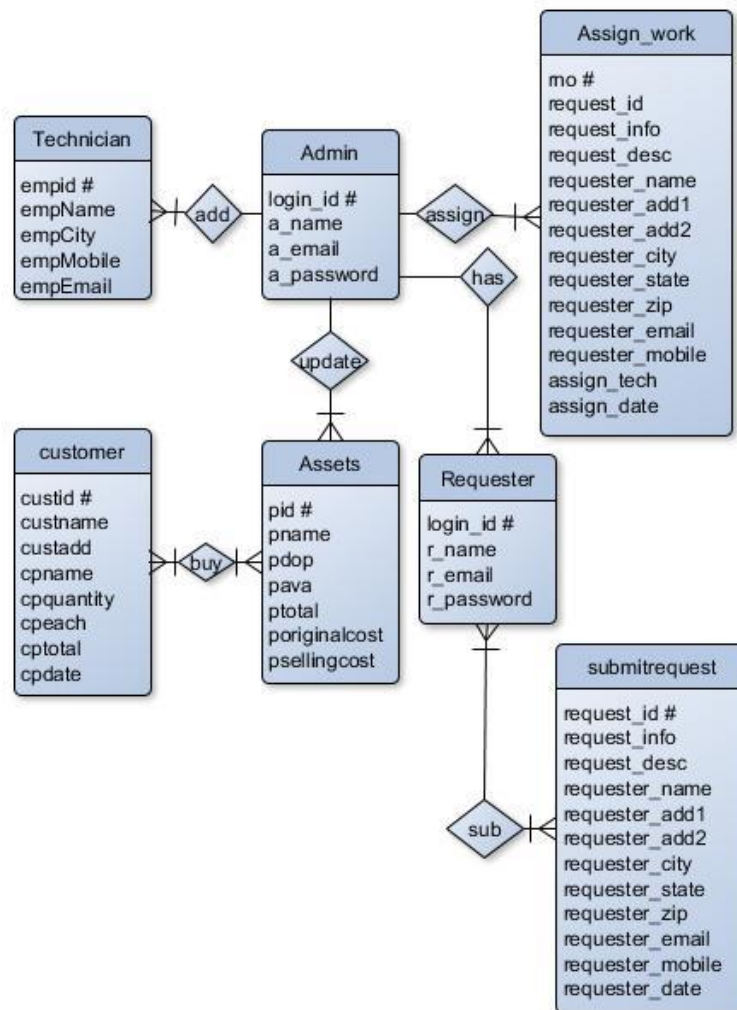 Assign_work
rno #
request_id
request_info
request_desc
requester_name
requester_add1
requester_add2
requester_city
requester_state
requester_zip
requester_email
requester_mobile
assign_tech
assign_date
Technician
empid #
empName
empCity
empMobile
empEmail
add
Admin
login_id #
a_name
a_email
a_password
assign
has
update
customer
custid #
custname
custadd
cpname
cpquantity
cpeach
cptotal
cpdate
buy
Assets
pid #
pname
pdop
pava
ptotal
poriginalcost
psellingcost
Requester
login_id #
r_name
r_email
r_password
sub
submitrequest
request_id #
request_info
request_desc
requester_name
requester_add1
requester_add2
requester_city
requester_state
requester_zip
requester_email
requester_mobile
requester_date